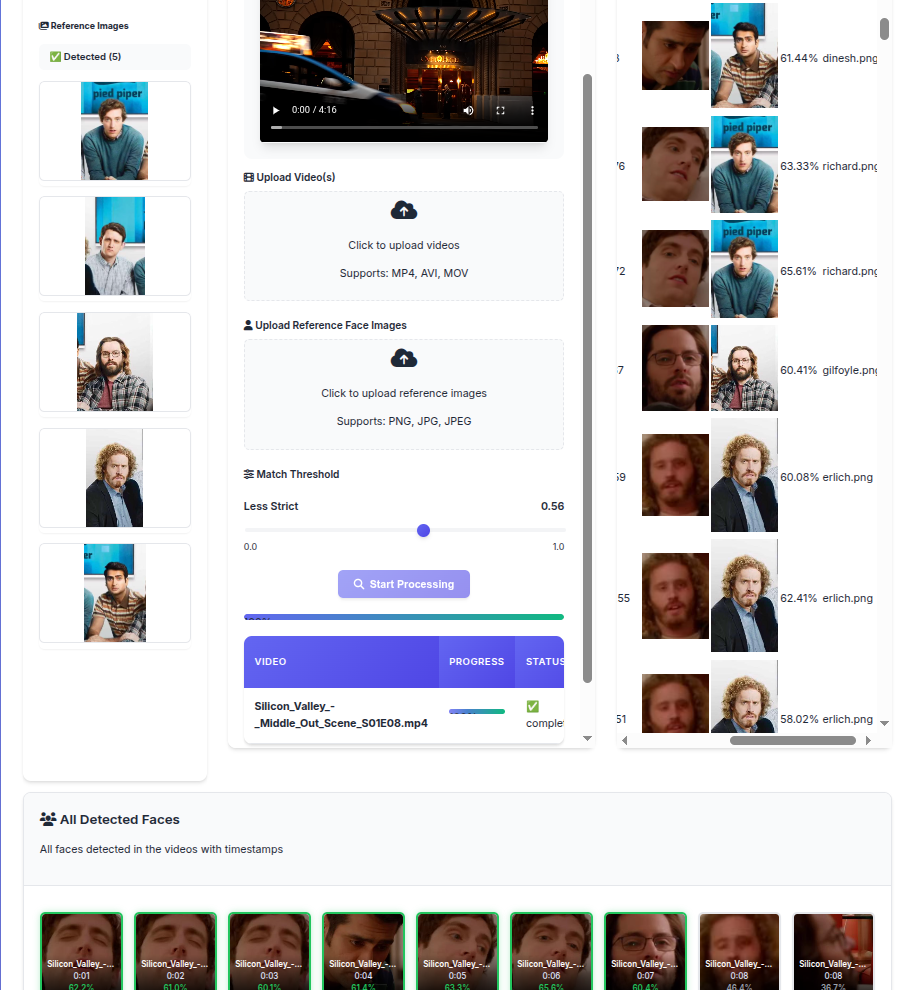 Reference Images
✅ Detected (5)
pied piper
er
0:00 / 4:16
Upload Video(s)
Click to upload videos
Supports: MP4, AVI, MOV
Upload Reference Face Images
Click to upload reference images
Supports: PNG, JPG, JPEG
Match Threshold
Less Strict 0.56
0.0 1.0
Start Processing
VIDEO PROGRESS STATUS
Silicon_Valley_-
_Middle_Out_Scene_S01E08.mp4
✅
complet
er
61.44% dinesh.png
76
pied piper
63.33% richard.png
72
pied piper
65.61% richard.png
60.41% gilfoyle.png
59
60.08% erlich.png
55
62.41% erlich.png
51
58.02% erlich.png
All Detected Faces
All faces detected in the videos with timestamps
Silicon_Valley_-...
0:01
62.2%
Silicon_Valley_-...
0:02
61.0%
Silicon_Valley_-...
0:03
60.1%
Silicon_Valley_-...
0:04
61.4%
Silicon_Valley_-...
0:05
63.3%
Silicon_Valley_-...
0:06
65.6%
Silicon_Valley_-...
0:07
60.4%
Silicon_Valley_-...
0:08
46.4%
Silicon_Valley_-...
0:08
36.7%